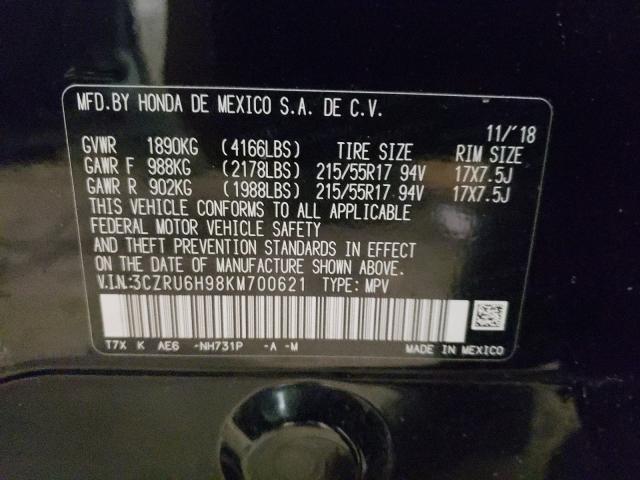 MFD.BY HONDA DE MEXICO S.A. DE C.V.
11/'18
GVWR 1890KG (4166LBS) TIRE SIZE RIM SIZE
GAWR F 988KG (2178LBS) 215/55R17 94V 17X7.5J
GAWR R 902KG (1988LBS) 215/55R17 94V 17X7.5J
THIS VEHICLE CONFORMS TO ALL APPLICABLE
FEDERAL MOTOR VEHICLE SAFETY
AND THEFT PREVENTION STANDARDS IN EFFECT
ON THE DATE OF MANUFACTURE SHOWN ABOVE.
V.I.N.:3CZRU6H98KM700621 TYPE: MPV
T7X K AE6 -NH731P -A -M MADE IN MEXICO